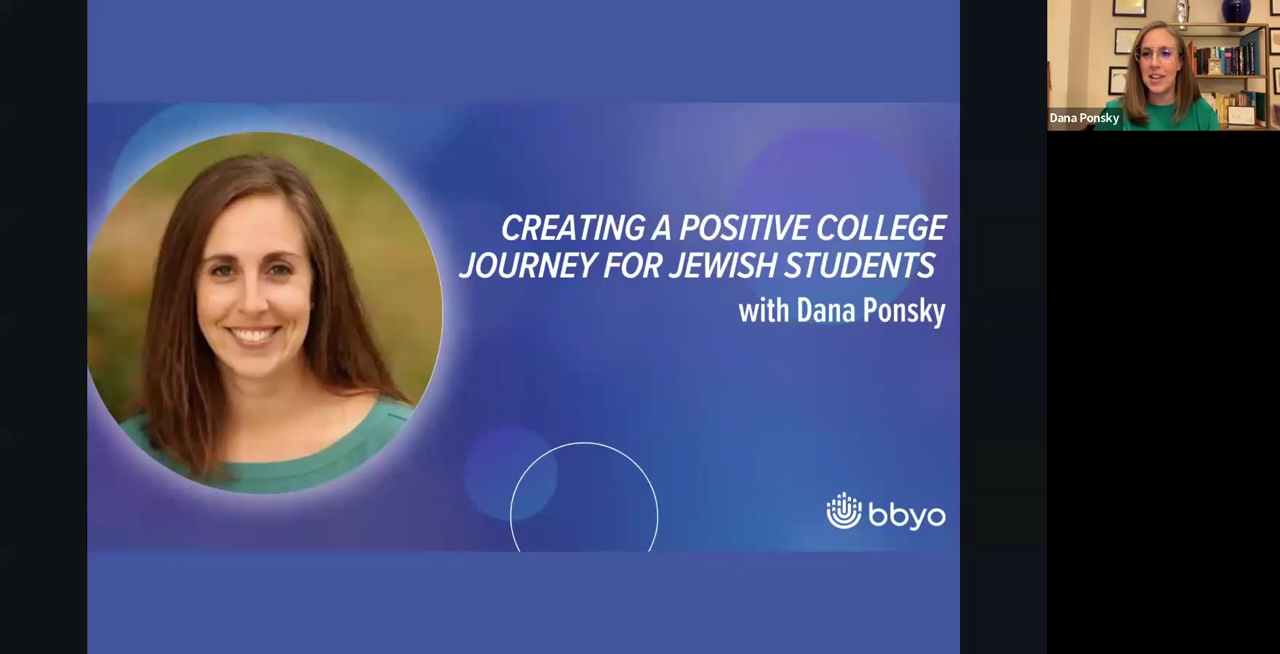 CREATING A POSITIVE COLLEGE
JOURNEY FOR JEWISH STUDENTS
with Dana Ponsky
bbyo
Dana Ponsky